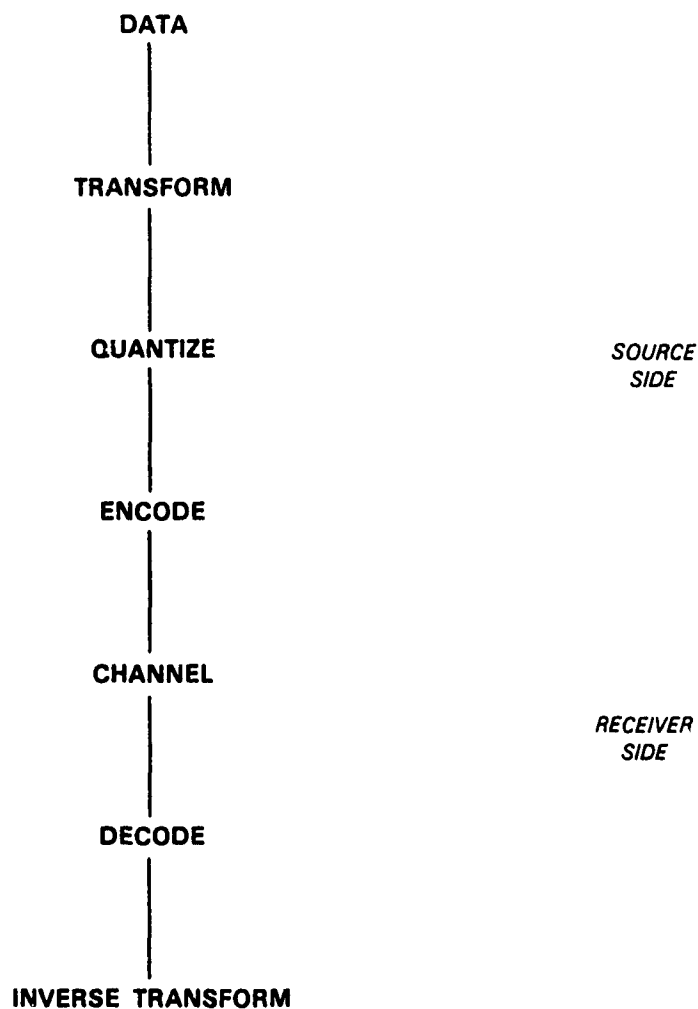 DATA
TRANSFORM
QUANTIZE
SOURCE
SIDE
ENCODE
CHANNEL
RECEIVER
SIDE
DECODE
INVERSE TRANSFORM